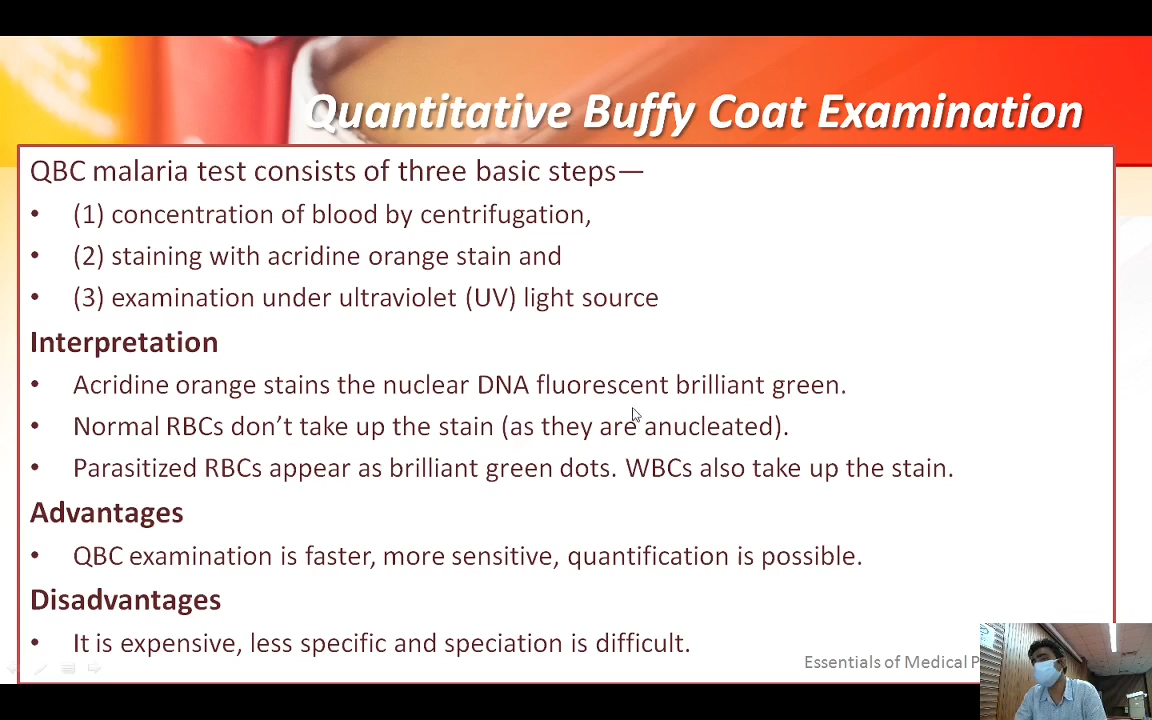 Quantitative Buffy Coat Examination
QBC malaria test consists of three basic steps—
• (1) concentration of blood by centrifugation,
• (2) staining with acridine orange stain and
• (3) examination under ultraviolet (UV) light source
Interpretation
• Acridine orange stains the nuclear DNA fluorescent brilliant green.
• Normal RBCs don't take up the stain (as they are anucleated).
• Parasitized RBCs appear as brilliant green dots. WBCs also take up the stain.
Advantages
• QBC examination is faster, more sensitive, quantification is possible.
Disadvantages
• It is expensive, less specific and speciation is difficult.
Essentials of Medical P